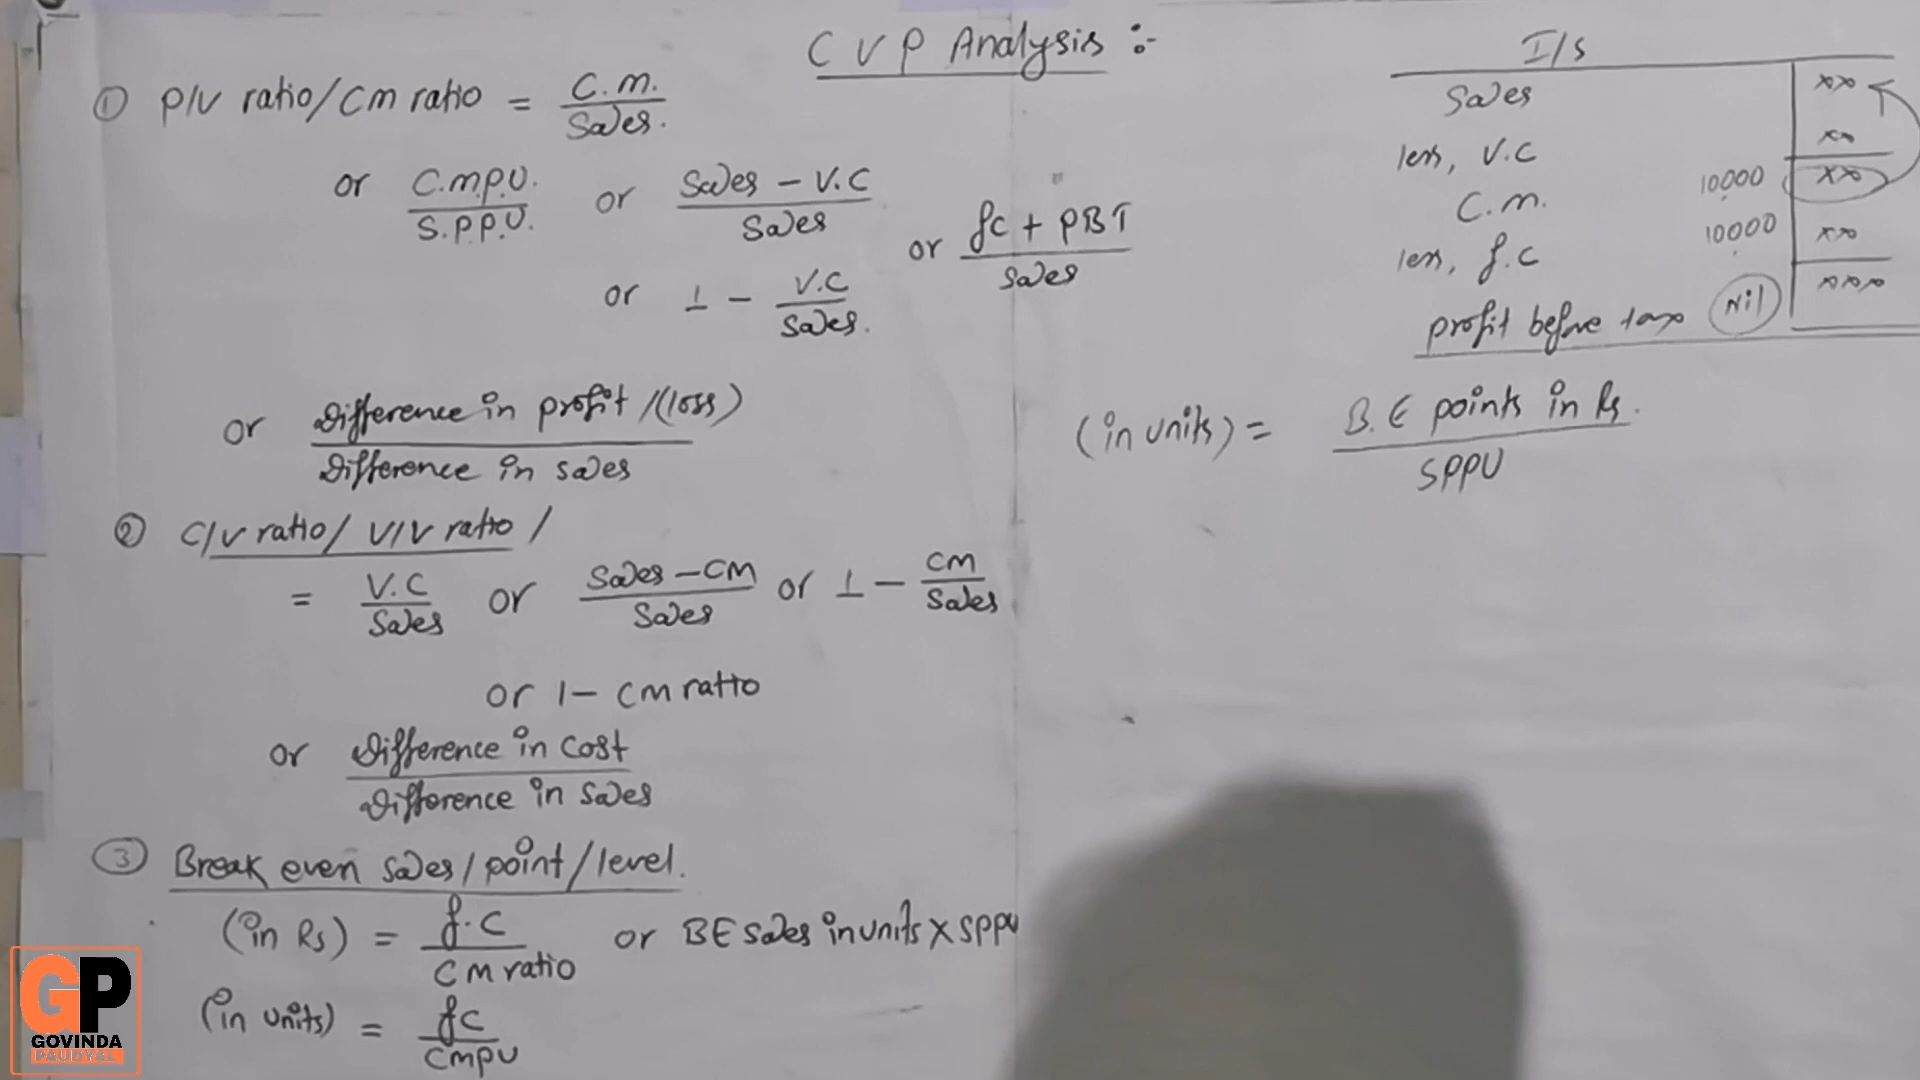 CVP Analysis :-
① P/V ratio/CM ratio = C.M. / Sales.
or C.M.P.U. / S.P.P.U. or Sales - V.C / Sales or fc + PBT / Sales
or 1 - V.C / Sales.
or Difference in profit /(loss) / Difference in sales
② C/V ratio/ V/V ratio /
= V.C / Sales or Sales - CM / Sales or 1 - CM / Sales
or 1 - CM ratio
or Difference in cost / Difference in sales
③ Break even sales / point / level.
(in Rs) = f.C / CM ratio or BE sales in units x SPPU
(in units) = fc / cmpu
I/S
Sales xx
less, V.C xx
C.m. 10000 xx
less, f.c 10000 xx
profit before tax Nil xxx
(in units) = B.E points in Rs. / SPPU
GP
GOVINDA
PAUDYAL